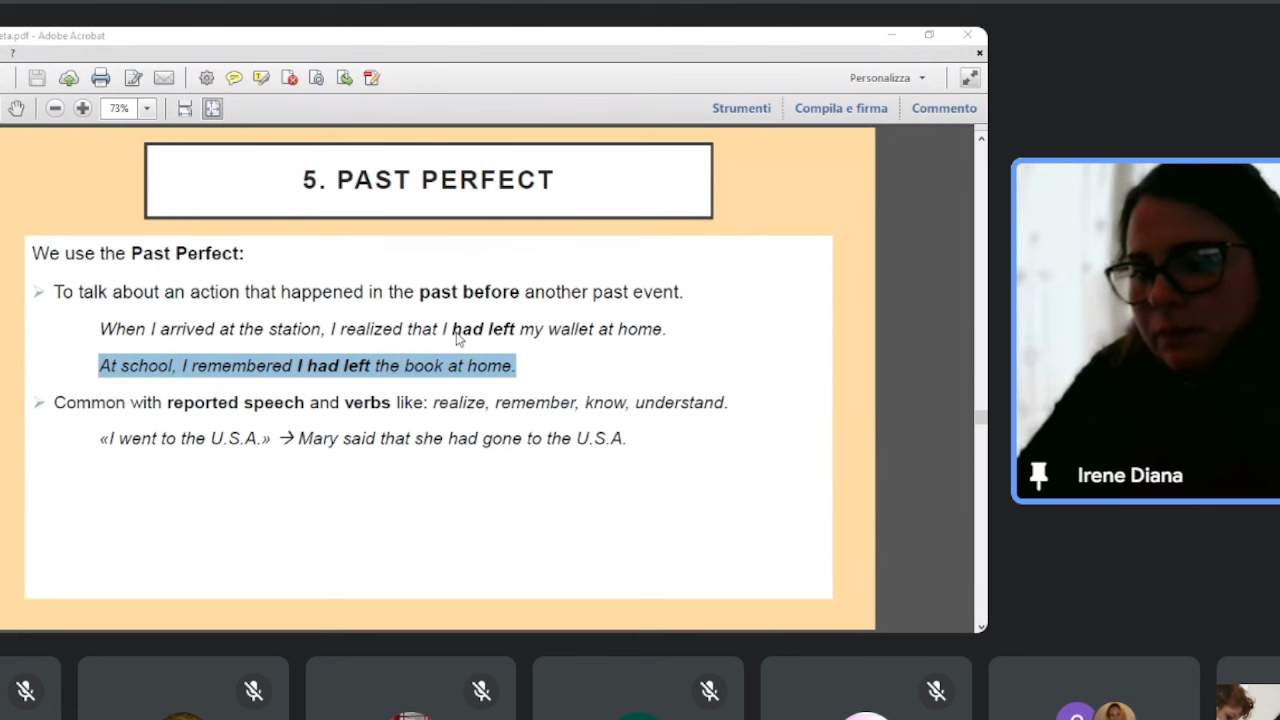 eta.pdf - Adobe Acrobat
?
73%
Personalizza
Strumenti
Compila e firma
Commento
5. PAST PERFECT
We use the Past Perfect:
To talk about an action that happened in the past before another past event.
When I arrived at the station, I realized that I had left my wallet at home.
At school, I remembered I had left the book at home.
Common with reported speech and verbs like: realize, remember, know, understand.
«I went to the U.S.A.» → Mary said that she had gone to the U.S.A.
Irene Diana